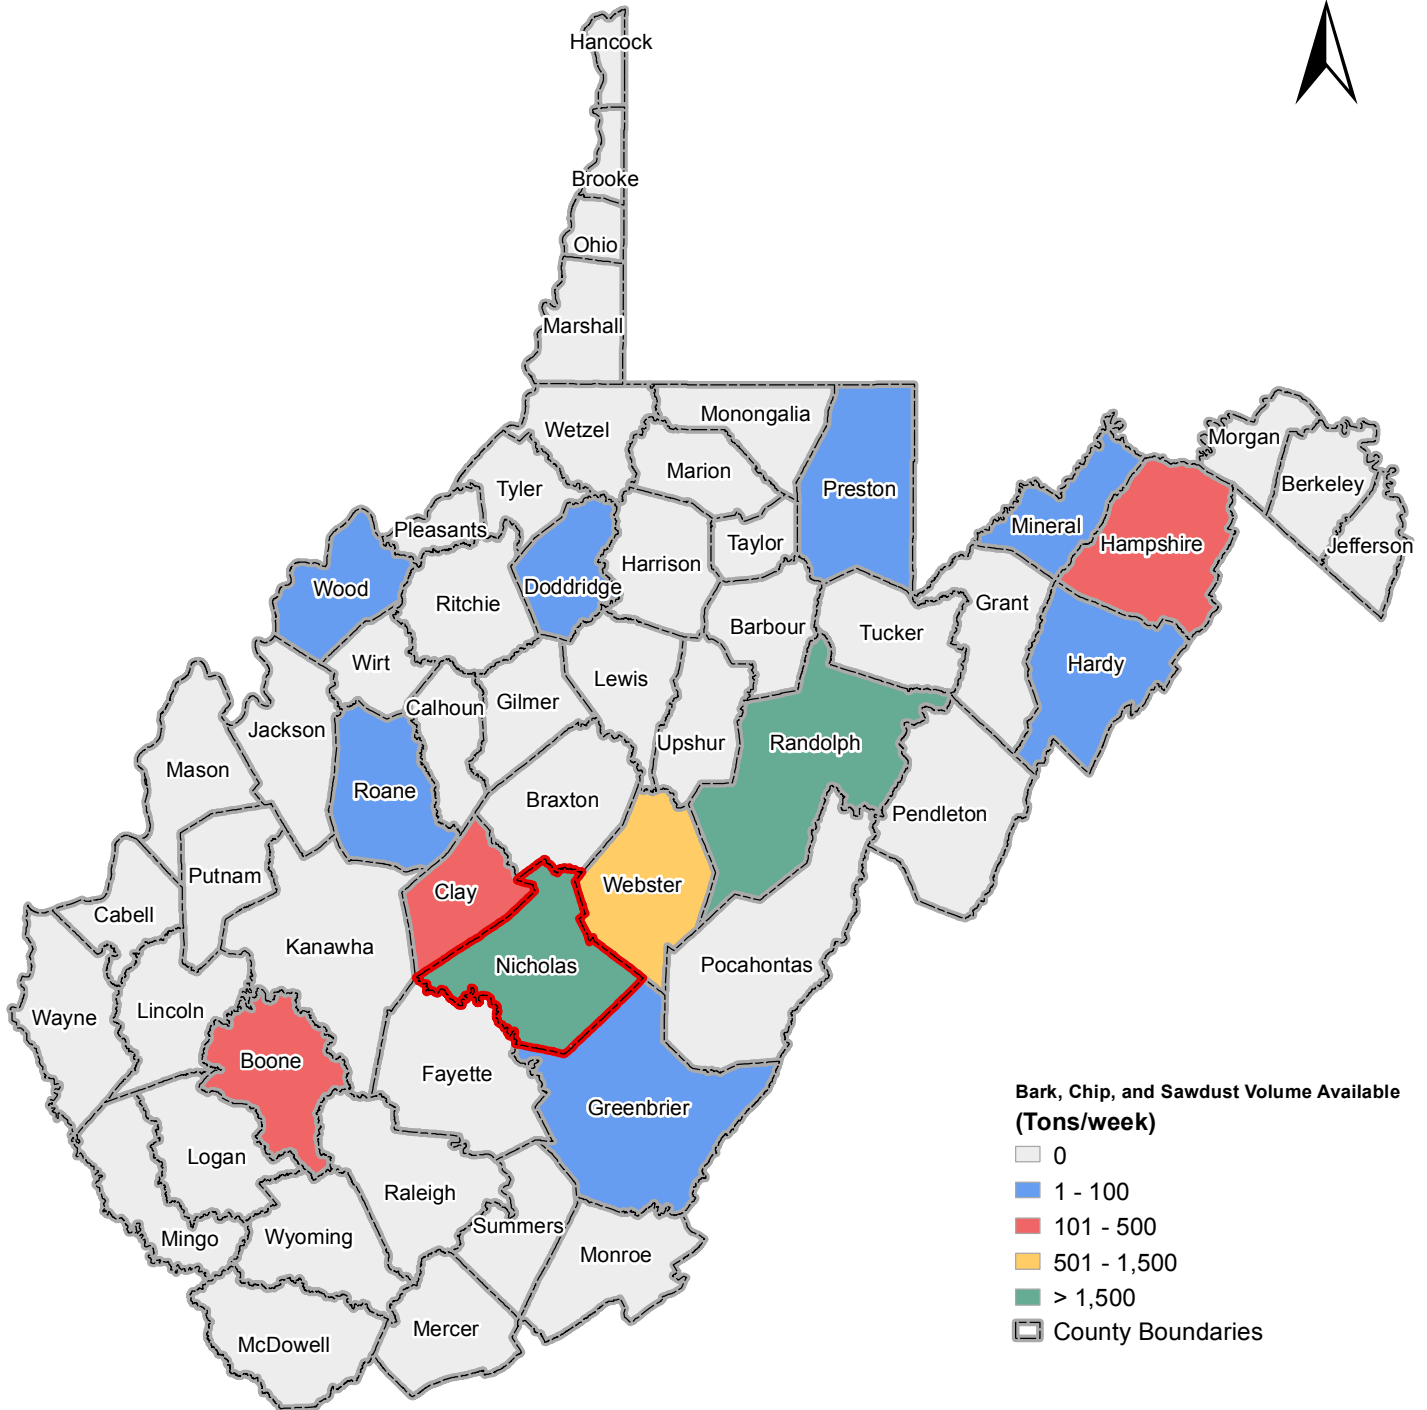 Hancock
Brooke
Ohio
Marshall
Wetzel
Monongalia
Marion
Preston
Morgan
Berkeley
Jefferson
Tyler
Pleasants
Mineral
Hampshire
Taylor
Harrison
Wood
Doddridge
Ritchie
Grant
Barbour
Tucker
Hardy
Wirt
Lewis
Calhoun
Gilmer
Jackson
Upshur
Randolph
Mason
Roane
Braxton
Pendleton
Putnam
Clay
Webster
Cabell
Kanawha
Nicholas
Pocahontas
Lincoln
Wayne
Boone
Fayette
Greenbrier
Logan
Raleigh
Summers
Mingo
Wyoming
Monroe
Mercer
McDowell
Bark, Chip, and Sawdust Volume Available
(Tons/week)
0
1 - 100
101 - 500
501 - 1,500
> 1,500
County Boundaries